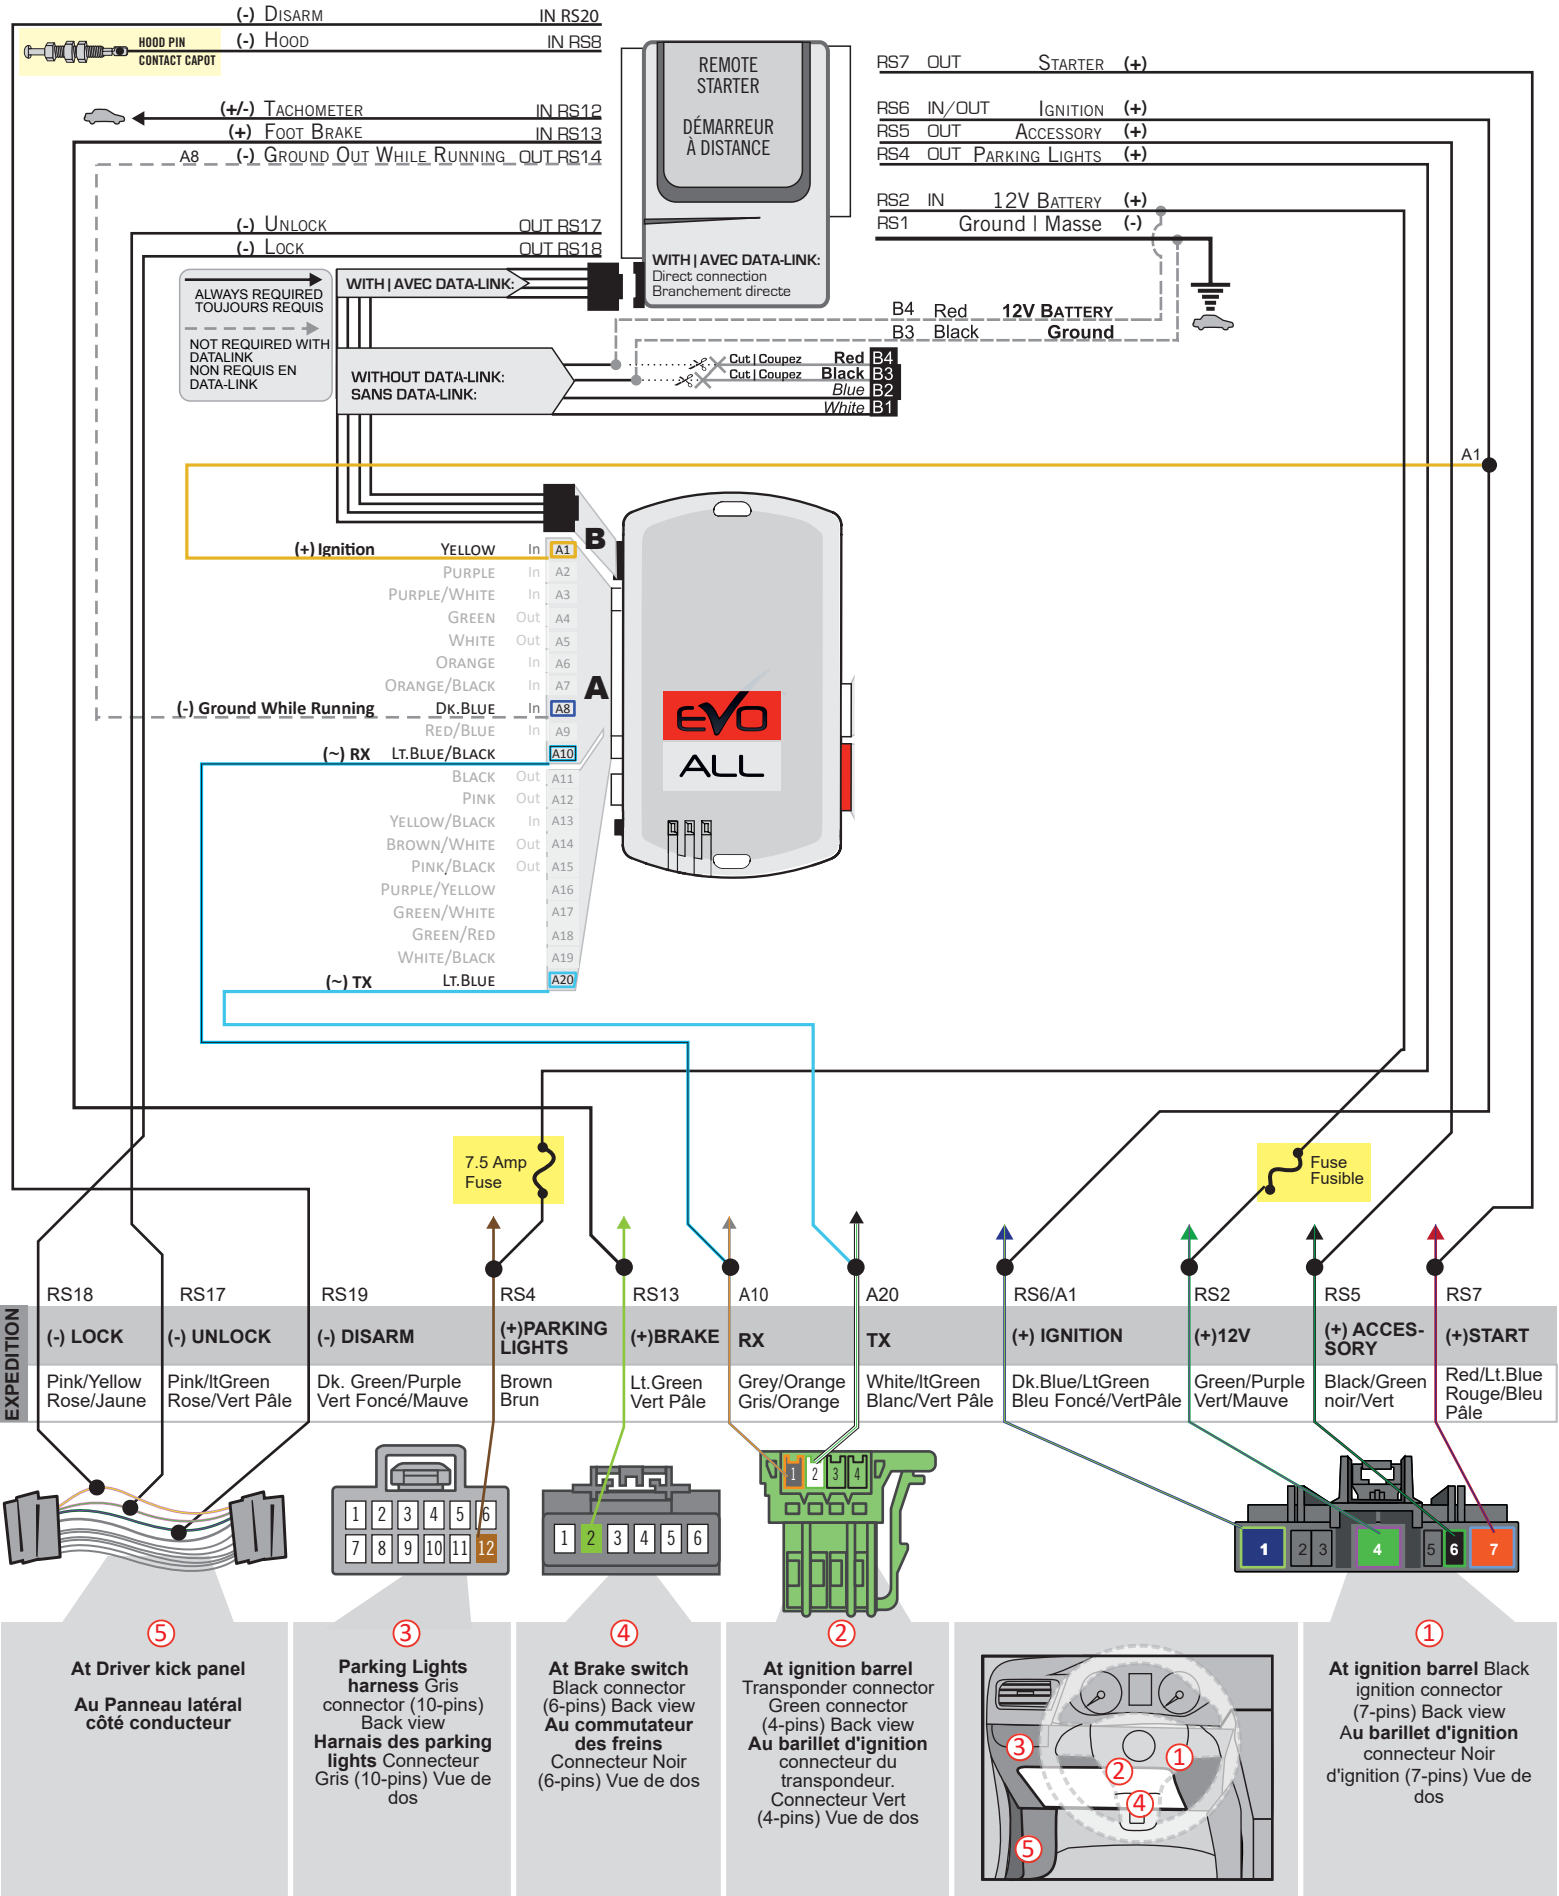 (-) DISARM IN RS20
HOOD PIN
CONTACT CAPOT
(-) HOOD IN RS8
(+/-) TACHOMETER IN RS12
(+) FOOT BRAKE IN RS13
A8 (-) GROUND OUT WHILE RUNNING OUT RS14
(-) UNLOCK OUT RS17
(-) LOCK OUT RS18
REMOTE
STARTER
DÉMARREUR
À DISTANCE
WITH | AVEC DATA-LINK:
Direct connection
Branchement directe
RS7 OUT STARTER (+)
RS6 IN/OUT IGNITION (+)
RS5 OUT ACCESSORY (+)
RS4 OUT PARKING LIGHTS (+)
RS2 IN 12V BATTERY (+)
RS1 Ground | Masse (-)
ALWAYS REQUIRED
TOUJOURS REQUIS
NOT REQUIRED WITH
DATALINK
NON REQUIS EN
DATA-LINK
WITH | AVEC DATA-LINK:
WITHOUT DATA-LINK:
SANS DATA-LINK:
B4 Red 12V BATTERY
B3 Black Ground
Cut | Coupez Red B4
Cut | Coupez Black B3
Blue B2
White B1
A1
B
A
(+) Ignition YELLOW In A1
PURPLE In A2
PURPLE/WHITE In A3
GREEN Out A4
WHITE Out A5
ORANGE In A6
ORANGE/BLACK In A7
(-) Ground While Running DK.BLUE In A8
RED/BLUE In A9
(~) RX LT.BLUE/BLACK A10
BLACK Out A11
PINK Out A12
YELLOW/BLACK In A13
BROWN/WHITE Out A14
PINK/BLACK Out A15
PURPLE/YELLOW A16
GREEN/WHITE A17
GREEN/RED A18
WHITE/BLACK A19
(~) TX LT.BLUE A20
EVO
ALL
7.5 Amp
Fuse
Fuse
Fusible
EXPEDITION
RS18
(-) LOCK
Pink/Yellow
Rose/Jaune
RS17
(-) UNLOCK
Pink/ltGreen
Rose/Vert Pâle
RS19
(-) DISARM
Dk. Green/Purple
Vert Foncé/Mauve
RS4
(+)PARKING
LIGHTS
Brown
Brun
RS13
(+)BRAKE
Lt.Green
Vert Pâle
A10
RX
Grey/Orange
Gris/Orange
A20
TX
White/ltGreen
Blanc/Vert Pâle
RS6/A1
(+) IGNITION
Dk.Blue/LtGreen
Bleu Foncé/VertPâle
RS2
(+)12V
Green/Purple
Vert/Mauve
RS5
(+) ACCES-
SORY
Black/Green
noir/Vert
RS7
(+)START
Red/Lt.Blue
Rouge/Bleu
Pâle
1 2 3 4 5 6
7 8 9 10 11 12
1 2 3 4 5 6
1 2 3 4
1 2 3 4 5 6 7
⑤
At Driver kick panel
Au Panneau latéral
côté conducteur
③
Parking Lights
harness Gris
connector (10-pins)
Back view
Harnais des parking
lights Connecteur
Gris (10-pins) Vue de
dos
④
At Brake switch
Black connector
(6-pins) Back view
Au commutateur
des freins
Connecteur Noir
(6-pins) Vue de dos
②
At ignition barrel
Transponder connector
Green connector
(4-pins) Back view
Au barillet d'ignition
connecteur du
transpondeur.
Connecteur Vert
(4-pins) Vue de dos
③
①
②
④
⑤
①
At ignition barrel Black
ignition connector
(7-pins) Back view
Au barillet d'ignition
connecteur Noir
d'ignition (7-pins) Vue de
dos